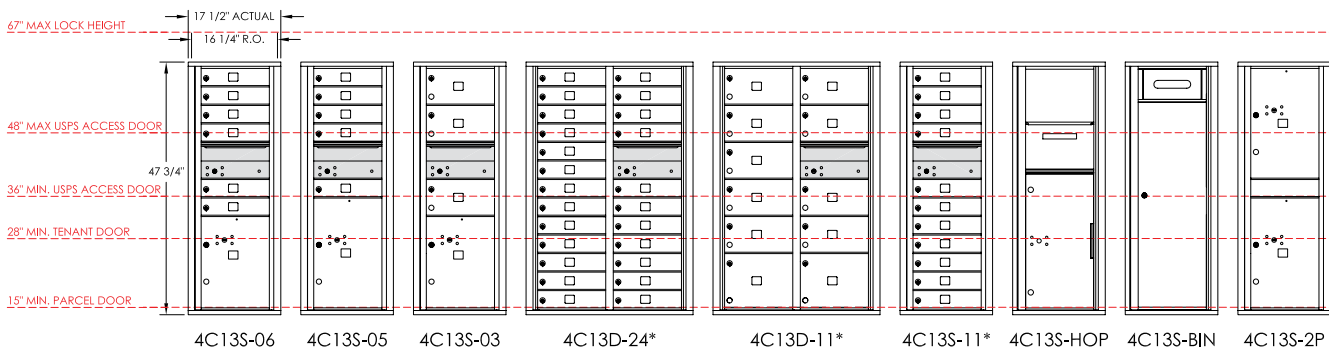 17 1/2" ACTUAL
67" MAX LOCK HEIGHT
16 1/4" R.O.
48" MAX USPS ACCESS DOOR
47 3/4"
36" MIN. USPS ACCESS DOOR
28" MIN. TENANT DOOR
15" MIN. PARCEL DOOR
4C13S-06 4C13S-05 4C13S-03 4C13D-24* 4C13D-11* 4C13S-11* 4C13S-HOP 4C13S-BIN 4C13S-2P